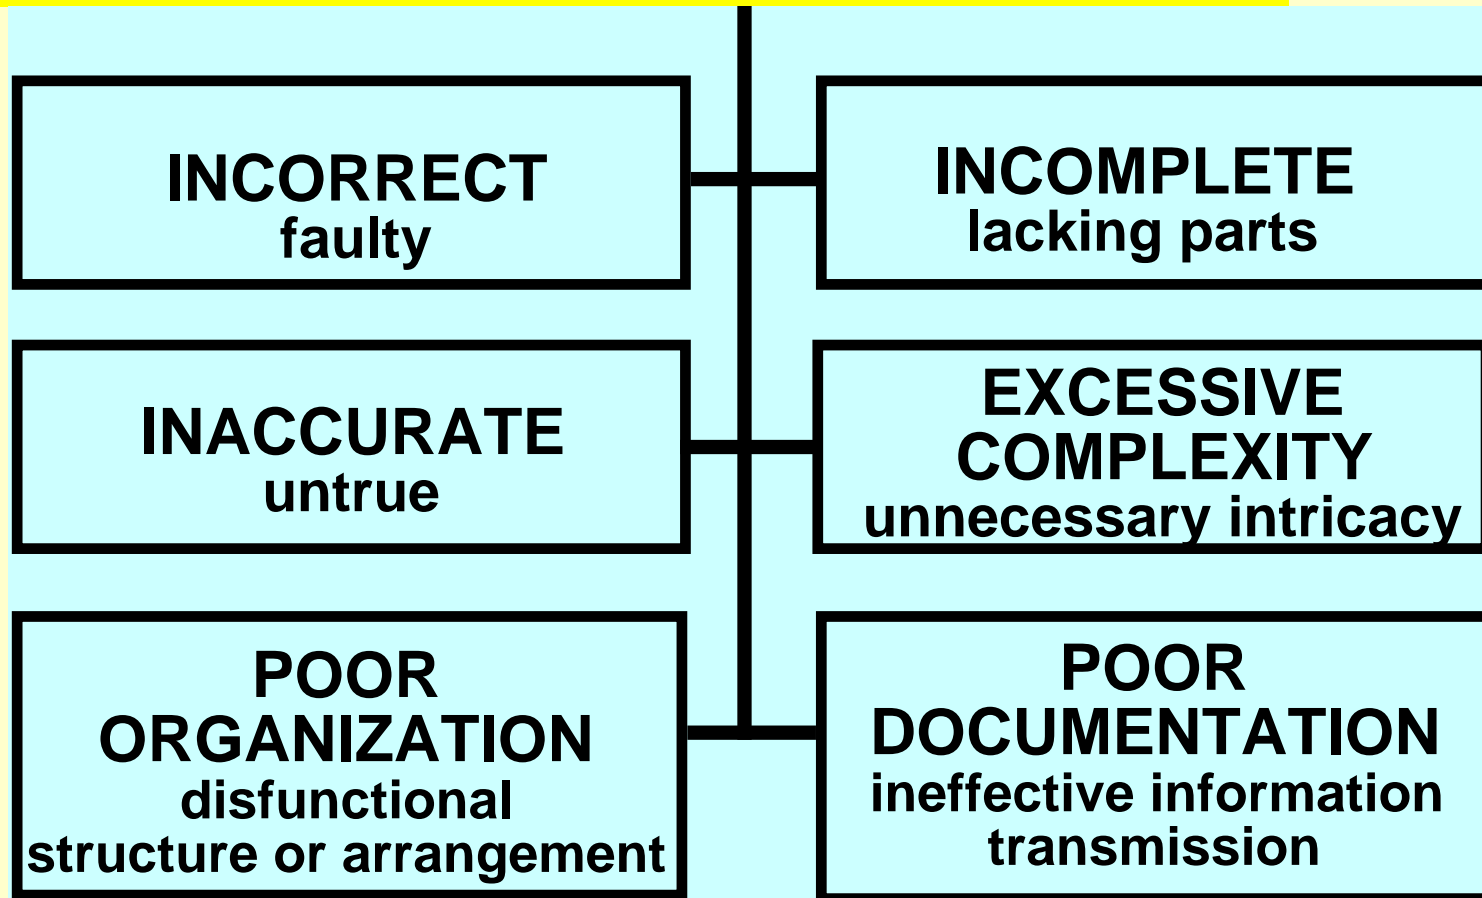 INCORRECT
faulty
INCOMPLETE
lacking parts
INACCURATE
untrue
EXCESSIVE
COMPLEXITY
unnecessary intricacy
POOR
ORGANIZATION
disfunctional
structure or arrangement
POOR
DOCUMENTATION
ineffective information
transmission